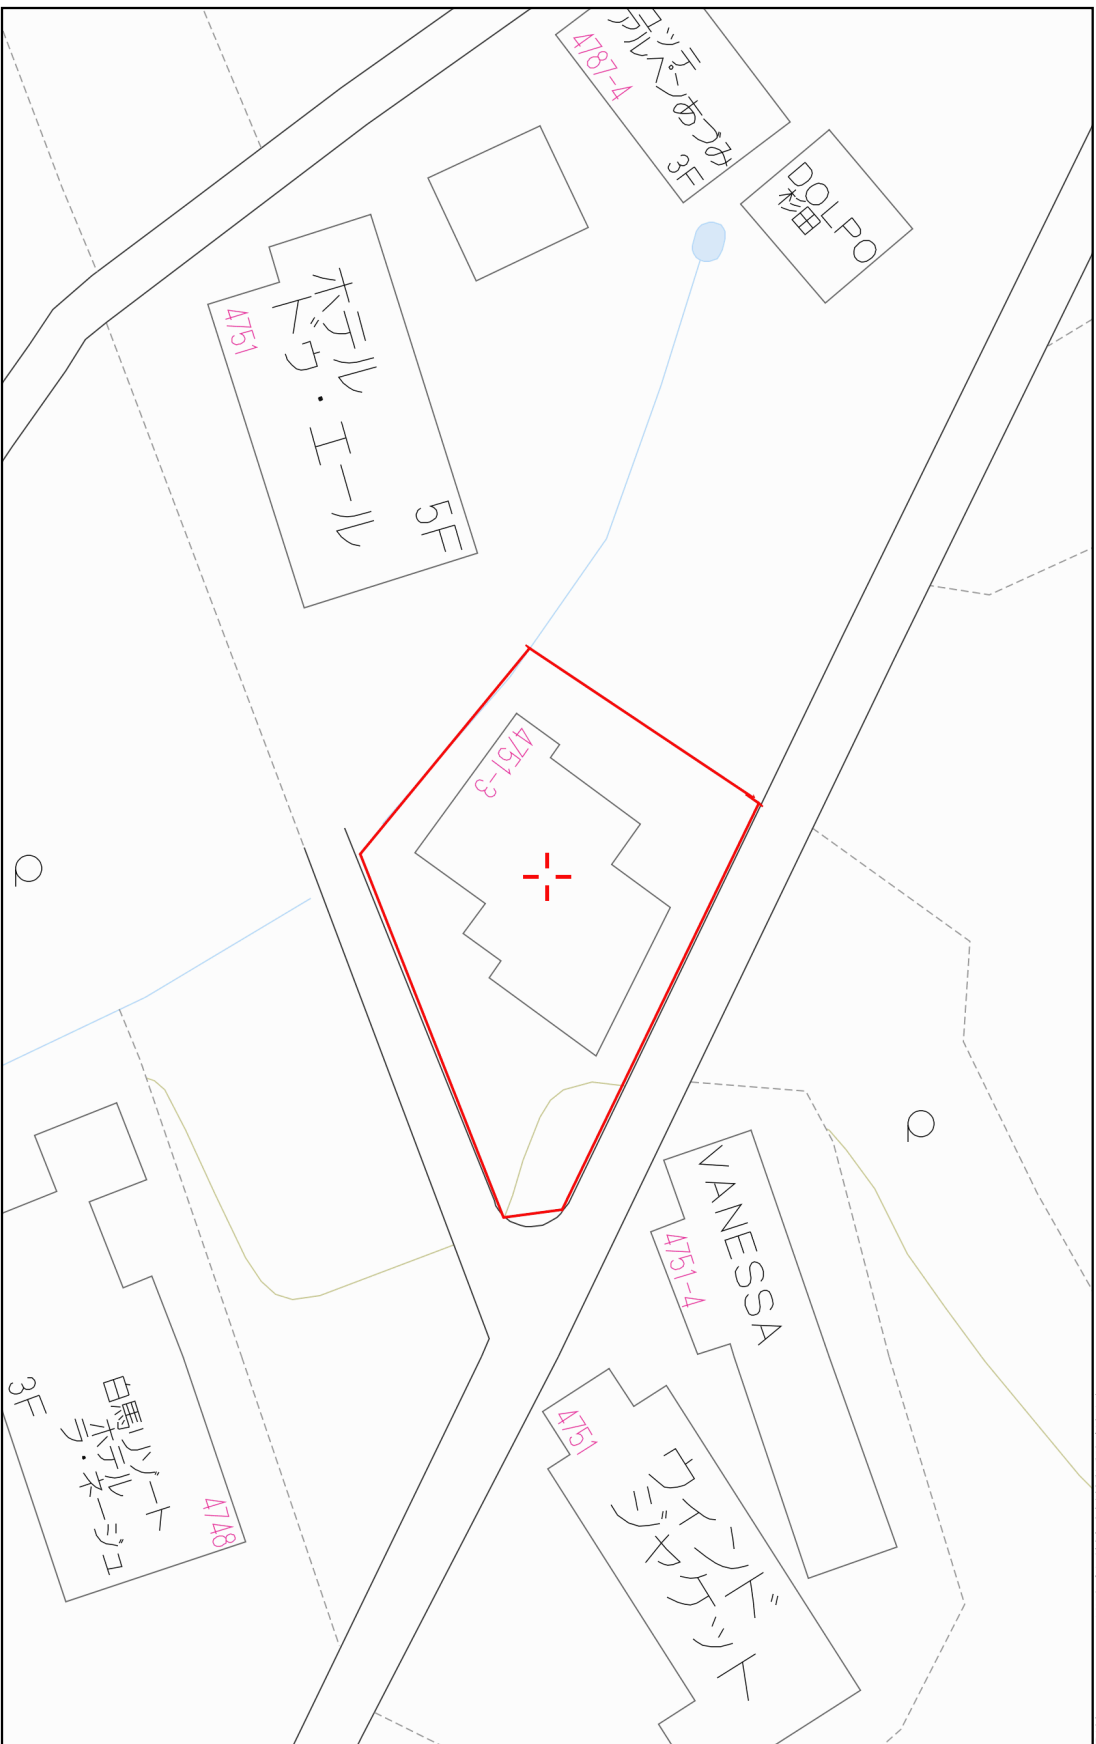 コッテ
アルペンあづみ
3F
4787-4
DOLPO
杉田
ホテル
ドゥ・エール
5F
4751
4751-3
VANESSA
4751-4
4751
ウインド
ジャケット
白馬リゾート
ホテル
ラ・ネージュ
3F
4748